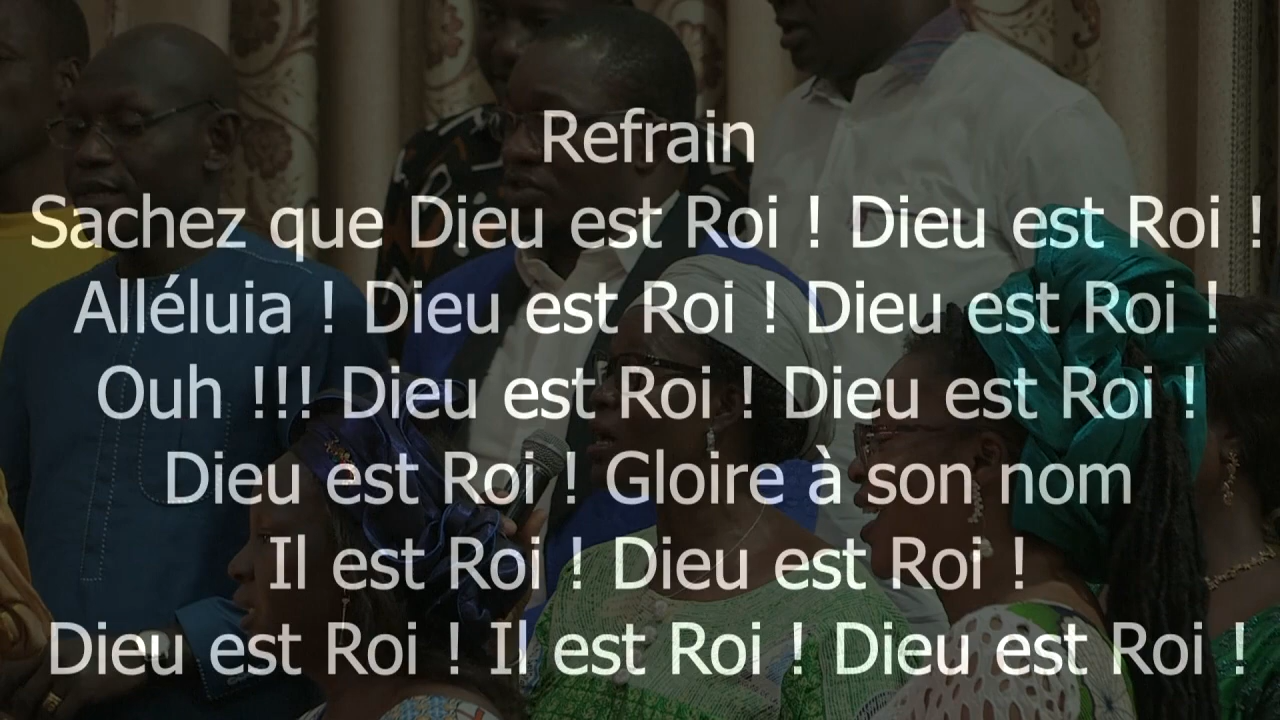 Refrain
Sachez que Dieu est Roi ! Dieu est Roi !
Alléluia ! Dieu est Roi ! Dieu est Roi !
Ouh !!! Dieu est Roi ! Dieu est Roi !
Dieu est Roi ! Gloire à son nom
Il est Roi ! Dieu est Roi !
Dieu est Roi ! Il est Roi ! Dieu est Roi !